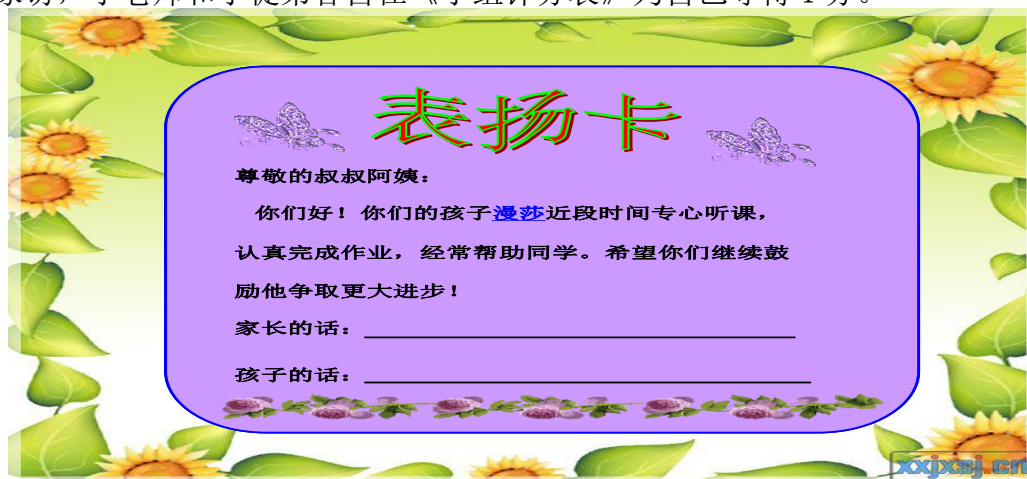 表扬卡
尊敬的叔叔阿姨：
你们好！你们的孩子漫莎近段时间专心听课，
认真完成作业，经常帮助同学。希望你们继续鼓
励他争取更大进步！
家长的话：
孩子的话：
xxjxsj.cn